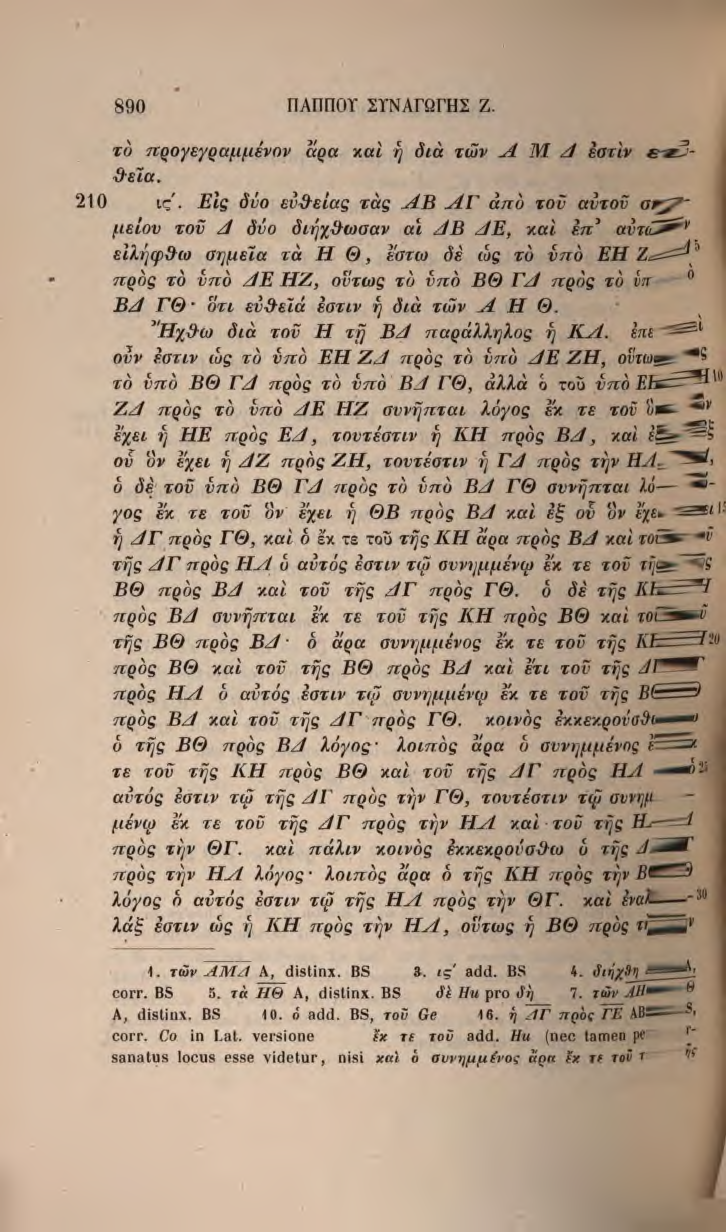 890 ΠΑΠΠΟΥ ΣΥΝΑΓΩΓΗΣ Ζ.
τὸ προγεγραμμένον ἄρα καὶ ἡ διὰ τῶν Α Μ Δ ἐστὶν
θεῖα.
210 ις΄. Εἰς δύο εὐθείας τὰς ΑΒ ΑΓ ἀπὸ τοῦ αὐτοῦ
μείου τοῦ Δ δύο διήχθωσαν αἱ ΔΒ ΔΕ, καὶ ἐπ᾽
εἰλήφθω σημεῖα τὰ Η Θ, ἔστω δὲ ὡς τὸ ὑπὸ ΕΗ 5
πρὸς τὸ ὑπὸ ΔΕ ΗΖ, οὕτως τὸ ὑπὸ ΒΘ ΓΔ πρὸς τὸ
ΒΔ ΓΘ· ὅτι εὐθεῖά ἐστιν ἡ διὰ τῶν Α Η Θ.
Ἤχθω διὰ τοῦ Η τῇ ΒΔ παράλληλος ἡ ΚΛ.
οὖν ἐστιν ὡς τὸ ὑπὸ ΕΗ ΖΔ πρὸς τὸ ὑπὸ ΔΕ ΖΗ,
τὸ ὑπὸ ΒΘ ΓΔ πρὸς τὸ ὑπὸ ΒΔ ΓΘ, ἀλλὰ ὁ τοῦ ὑπὸ 10
ΖΔ πρὸς τὸ ὑπὸ ΔΕ ΗΖ συνῆπται λόγος ἔκ τε τοῦ
ἔχει ἡ ΗΕ πρὸς ΕΔ, τουτέστιν ἡ ΚΗ πρὸς ΒΔ, καὶ
οὗ ὃν ἔχει ἡ ΔΖ πρὸς ΖΗ, τουτέστιν ἡ ΓΔ πρὸς τὴν ΗΛ,
ὁ δὲ τοῦ ὑπὸ ΒΘ ΓΔ πρὸς τὸ ὑπὸ ΒΔ ΓΘ συνῆπται λό-
γος ἔκ τε τοῦ ὃν ἔχει ἡ ΘΒ πρὸς ΒΔ καὶ ἐξ οὗ ὃν 15
ἡ ΔΓ πρὸς ΓΘ, καὶ ὁ ἔκ τε τοῦ τῆς ΚΗ ἄρα πρὸς ΒΔ καὶ
τῆς ΔΓ πρὸς ΗΛ ὁ αὐτός ἐστιν τῷ συνημμένῳ ἔκ τε τοῦ
ΒΘ πρὸς ΒΔ καὶ τοῦ τῆς ΔΓ πρὸς ΓΘ. ὁ δὲ τῆς
πρὸς ΒΔ συνῆπται ἔκ τε τοῦ τῆς ΚΗ πρὸς ΒΘ καὶ
τῆς ΒΘ πρὸς ΒΔ· ὁ ἄρα συνημμένος ἔκ τε τοῦ τῆς 20
πρὸς ΒΘ καὶ τοῦ τῆς ΒΘ πρὸς ΒΔ καὶ ἔτι τοῦ τῆς
πρὸς ΗΛ ὁ αὐτός ἐστιν τῷ συνημμένῳ ἔκ τε τοῦ τῆς
πρὸς ΒΔ καὶ τοῦ τῆς ΔΓ πρὸς ΓΘ. κοινὸς
ὁ τῆς ΒΘ πρὸς ΒΔ λόγος· λοιπὸς ἄρα ὁ συνημμένος
τε τοῦ τῆς ΚΗ πρὸς ΒΘ καὶ τοῦ τῆς ΔΓ πρὸς ΗΛ ὁ 25
αὐτός ἐστιν τῷ τῆς ΔΓ πρὸς τὴν ΓΘ, τουτέστιν τῷ
μένῳ ἔκ τε τοῦ τῆς ΔΓ πρὸς τὴν ΗΛ καὶ τοῦ τῆς
πρὸς τὴν ΘΓ. καὶ πάλιν κοινὸς ἐκκεκρούσθω ὁ τῆς
πρὸς τὴν ΗΛ λόγος· λοιπὸς ἄρα ὁ τῆς ΚΗ πρὸς τὴν
λόγος ὁ αὐτός ἐστιν τῷ τῆς ΗΛ πρὸς τὴν ΘΓ. καὶ 30
λάξ ἐστιν ὡς ἡ ΚΗ πρὸς τὴν ΗΛ, οὕτως ἡ ΒΘ πρὸς
1. τῶν ΑΜΔ A, distinx. BS 3. ις΄ add. BS 4.
corr. BS 5. τὰ ΗΘ A, distinx. BS δὲ Hu pro δὴ 7. τῶν
A, distinx. BS 10. ὁ add. BS, τοῦ Ge 16. ἡ ΔΓ πρὸς ΓΕ
corr. Co in Lat. versione ἔκ τε τοῦ add. Hu (nec tamen
sanatus locus esse videtur, nisi καὶ ὁ συνημμένος ἄρα ἔκ τε τοῦ